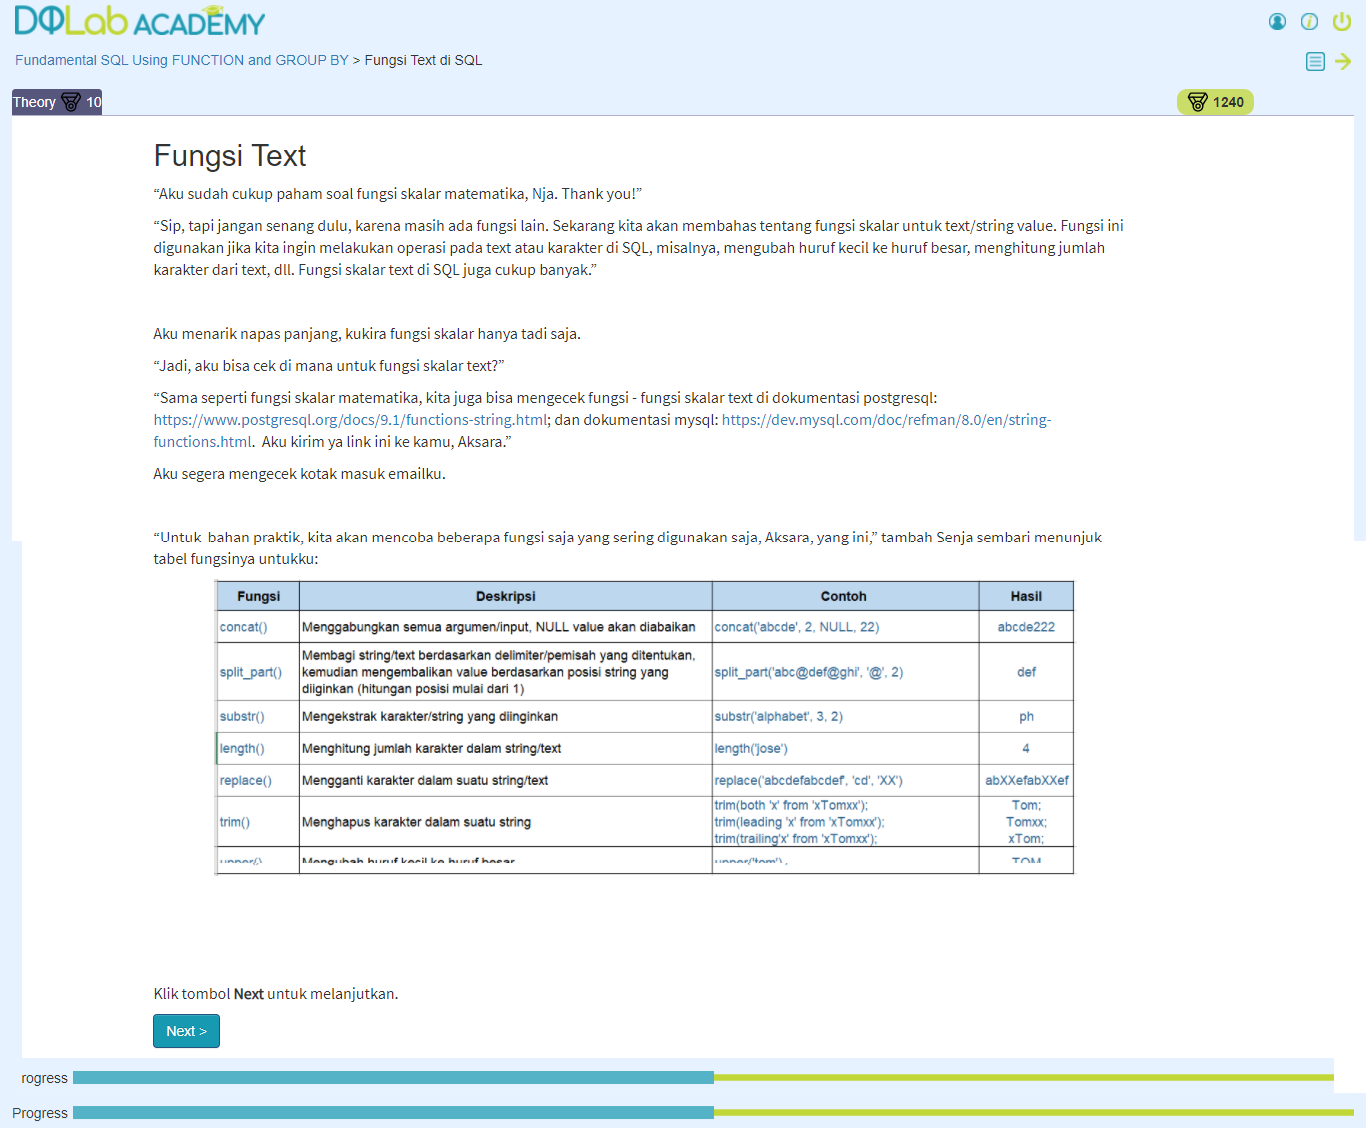 DQLab ACADEMY
Fundamental SQL Using FUNCTION and GROUP BY > Fungsi Text di SQL
Theory 10
1240
Fungsi Text
“Aku sudah cukup paham soal fungsi skalar matematika, Nja. Thank you!”
“Sip, tapi jangan senang dulu, karena masih ada fungsi lain. Sekarang kita akan membahas tentang fungsi skalar untuk text/string value. Fungsi ini
digunakan jika kita ingin melakukan operasi pada text atau karakter di SQL, misalnya, mengubah huruf kecil ke huruf besar, menghitung jumlah
karakter dari text, dll. Fungsi skalar text di SQL juga cukup banyak.”
Aku menarik napas panjang, kukira fungsi skalar hanya tadi saja.
“Jadi, aku bisa cek di mana untuk fungsi skalar text?”
“Sama seperti fungsi skalar matematika, kita juga bisa mengecek fungsi - fungsi skalar text di dokumentasi postgresql:
https://www.postgresql.org/docs/9.1/functions-string.html; dan dokumentasi mysql: https://dev.mysql.com/doc/refman/8.0/en/string-
functions.html. Aku kirim ya link ini ke kamu, Aksara.”
Aku segera mengecek kotak masuk emailku.
“Untuk bahan praktik, kita akan mencoba beberapa fungsi saja yang sering digunakan saja, Aksara, yang ini,” tambah Senja sembari menunjuk
tabel fungsinya untukku:
Fungsi Deskripsi Contoh Hasil
concat() Menggabungkan semua argumen/input, NULL value akan diabaikan concat('abcde', 2, NULL, 22) abcde222
Membagi string/text berdasarkan delimiter/pemisah yang ditentukan,
split_part() kemudian mengembalikan value berdasarkan posisi string yang split_part('abc@def@ghi', '@', 2) def
diiginkan (hitungan posisi mulai dari 1)
substr() Mengekstrak karakter/string yang diinginkan substr('alphabet', 3, 2) ph
length() Menghitung jumlah karakter dalam string/text length('jose') 4
replace() Mengganti karakter dalam suatu string/text replace('abcdefabcdef', 'cd', 'XX') abXXefabXXef
trim(both 'x' from 'xTomxx'); Tom;
trim() Menghapus karakter dalam suatu string trim(leading 'x' from 'xTomxx'); Tomxx;
trim(trailing'x' from 'xTomxx'); xTom;
upper() Mengubah huruf kecil ke huruf besar upper('tom') TOM
Klik tombol Next untuk melanjutkan.
Next >
rogress
Progress